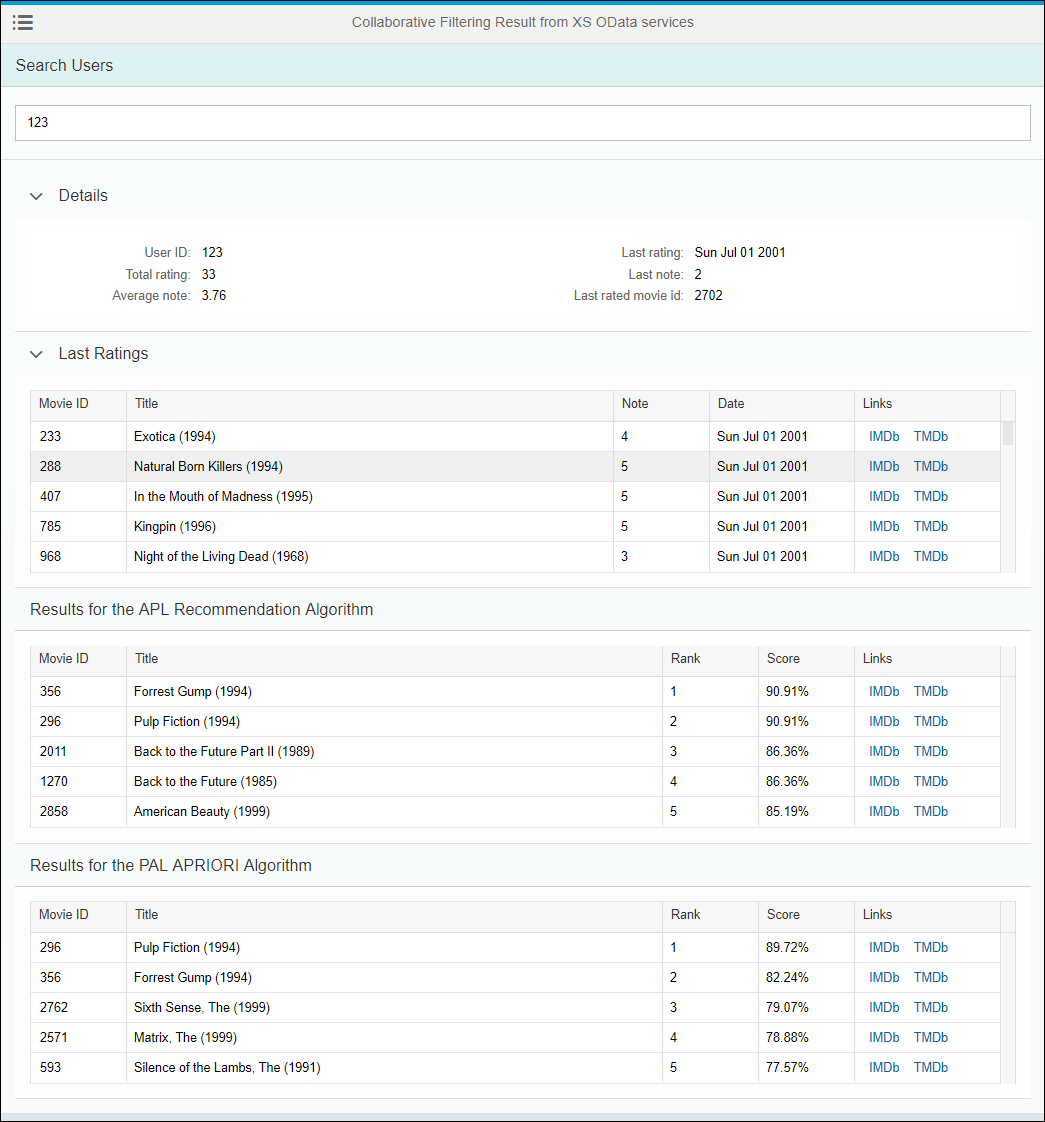 Collaborative Filtering Result from XS OData services
Search Users
123
Details
User ID: 123 Last rating: Sun Jul 01 2001
Total rating: 33 Last note: 2
Average note: 3.76 Last rated movie id: 2702
Last Ratings
Movie ID Title Note Date Links
233 Exotica (1994) 4 Sun Jul 01 2001 IMDb TMDb
288 Natural Born Killers (1994) 5 Sun Jul 01 2001 IMDb TMDb
407 In the Mouth of Madness (1995) 5 Sun Jul 01 2001 IMDb TMDb
785 Kingpin (1996) 5 Sun Jul 01 2001 IMDb TMDb
968 Night of the Living Dead (1968) 3 Sun Jul 01 2001 IMDb TMDb
Results for the APL Recommendation Algorithm
Movie ID Title Rank Score Links
356 Forrest Gump (1994) 1 90.91% IMDb TMDb
296 Pulp Fiction (1994) 2 90.91% IMDb TMDb
2011 Back to the Future Part II (1989) 3 86.36% IMDb TMDb
1270 Back to the Future (1985) 4 86.36% IMDb TMDb
2858 American Beauty (1999) 5 85.19% IMDb TMDb
Results for the PAL APRIORI Algorithm
Movie ID Title Rank Score Links
296 Pulp Fiction (1994) 1 89.72% IMDb TMDb
356 Forrest Gump (1994) 2 82.24% IMDb TMDb
2762 Sixth Sense, The (1999) 3 79.07% IMDb TMDb
2571 Matrix, The (1999) 4 78.88% IMDb TMDb
593 Silence of the Lambs, The (1991) 5 77.57% IMDb TMDb